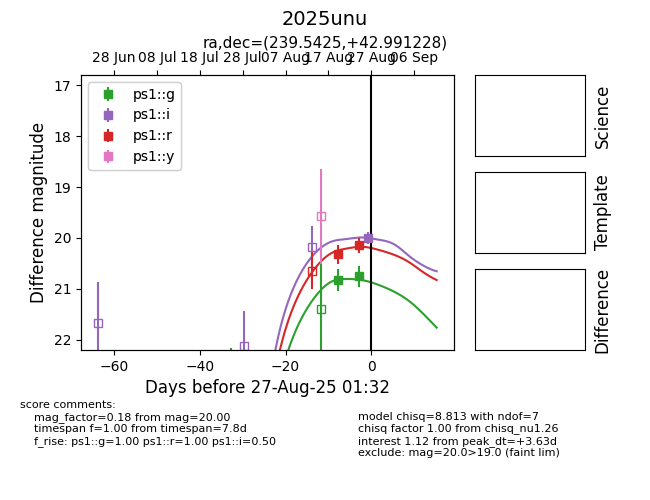 2025unu
ra,dec=(239.5425,+42.991228)
28 Jun 08 Jul 18 Jul 28 Jul 07 Aug 17 Aug 27 Aug 06 Sep
17
18
19
20
21
22
Difference magnitude
ps1::g
ps1::i
ps1::r
ps1::y
−60 −40 −20 0
Days before 27-Aug-25 01:32
Science
Template
Difference
score comments:
mag_factor=0.18 from mag=20.00
timespan f=1.00 from timespan=7.8d
f_rise: ps1::g=1.00 ps1::r=1.00 ps1::i=0.50
model chisq=8.813 with ndof=7
chisq factor 1.00 from chisq_nu1.26
interest 1.12 from peak_dt=+3.63d
exclude: mag=20.0>19.0 (faint lim)